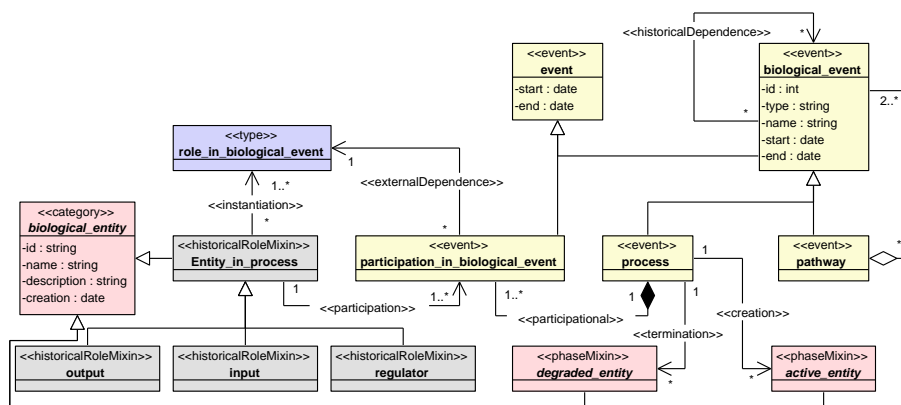 <<historicalDependence>>
*
*
<<event>>
event
-start : date
-end : date
<<event>>
biological_event
-id : int
-type : string
-name : string
-start : date
-end : date
2..*
<<type>>
role_in_biological_event
1
1..*
<<externalDependence>>
*
<<instantiation>>
*
<<category>>
biological_entity
-id : string
-name : string
-description : string
-creation : date
<<historicalRoleMixin>>
Entity_in_process
1
<<participation>>
1..*
<<event>>
participation_in_biological_event
1..*
<<participational>>
1
<<event>>
process
1
1
<<termination>>
*
<<creation>>
*
<<event>>
pathway
*
<<historicalRoleMixin>>
output
<<historicalRoleMixin>>
input
<<historicalRoleMixin>>
regulator
<<phaseMixin>>
degraded_entity
<<phaseMixin>>
active_entity